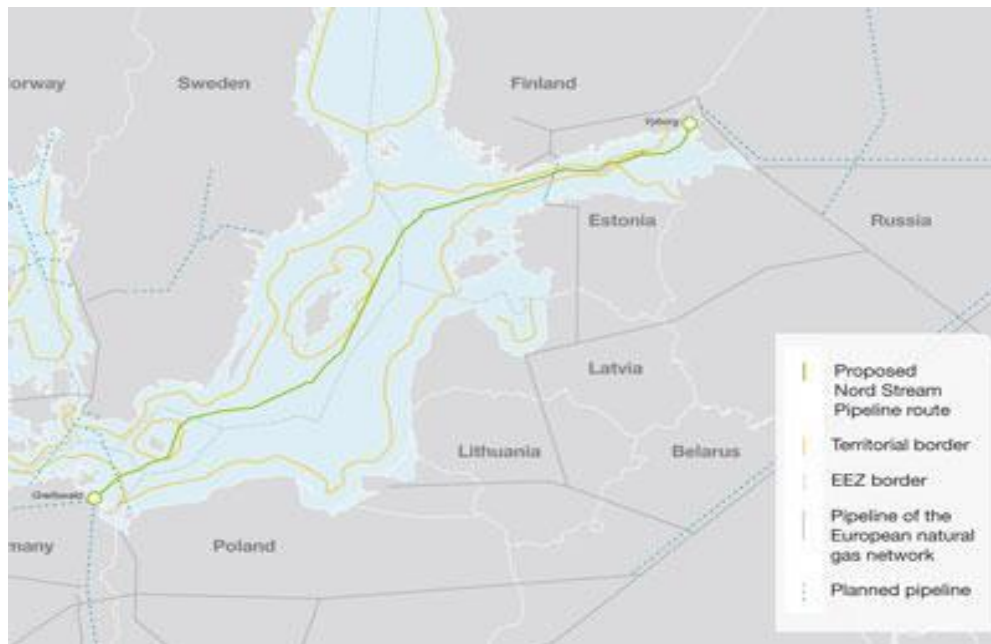 orway
Sweden
Finland
Vyborg
Estonia
Russia
Latvia
Lithuania
Belarus
Greifswald
many
Poland
Proposed
Nord Stream
Pipeline route
Territorial border
EEZ border
Pipeline of the
European natural
gas network
Planned pipeline